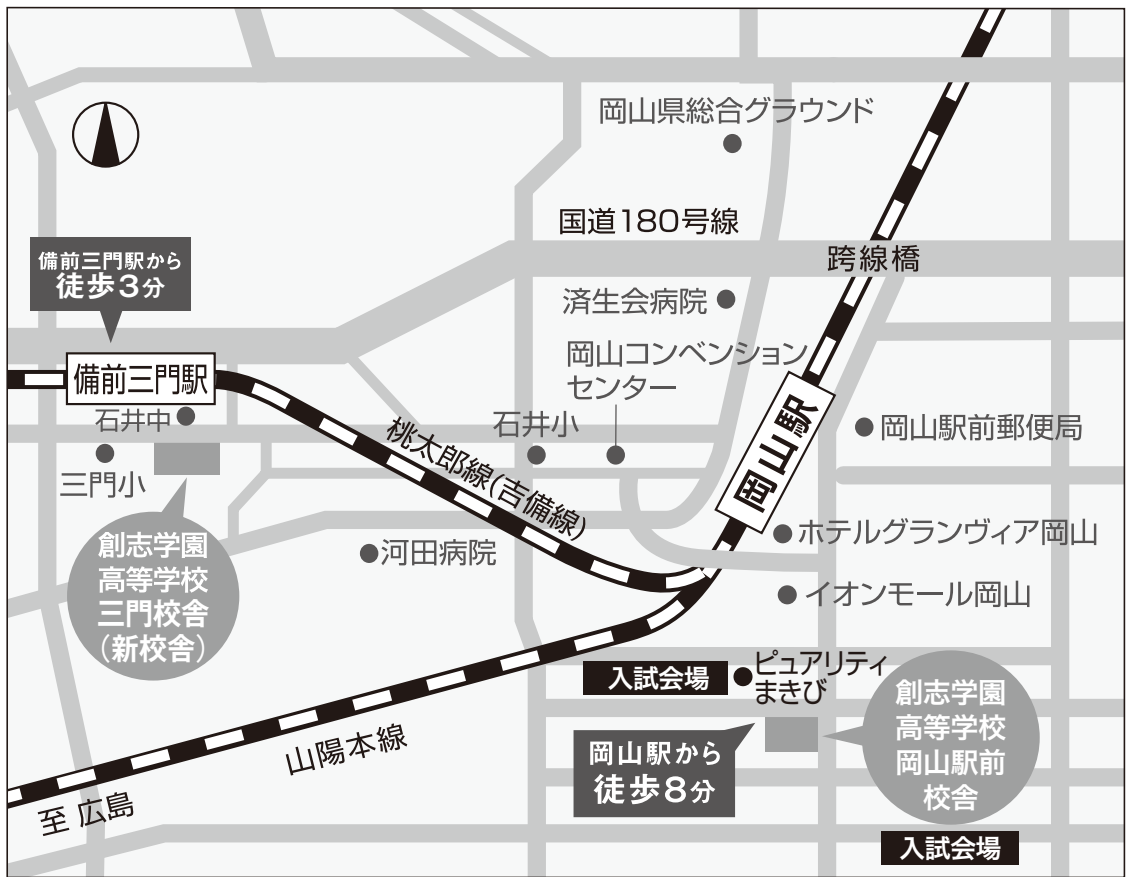 岡山県総合グラウンド
国道180号線
跨線橋
備前三門駅から
徒歩3分
済生会病院
岡山コンベンション
センター
備前三門駅
岡山駅
石井中
石井小
岡山駅前郵便局
三門小
桃太郎線(吉備線)
ホテルグランヴィア岡山
創志学園
高等学校
三門校舎
(新校舎)
河田病院
イオンモール岡山
入試会場
ピュアリティ
まきび
創志学園
高等学校
岡山駅前
校舎
山陽本線
岡山駅から
徒歩8分
至 広島
入試会場